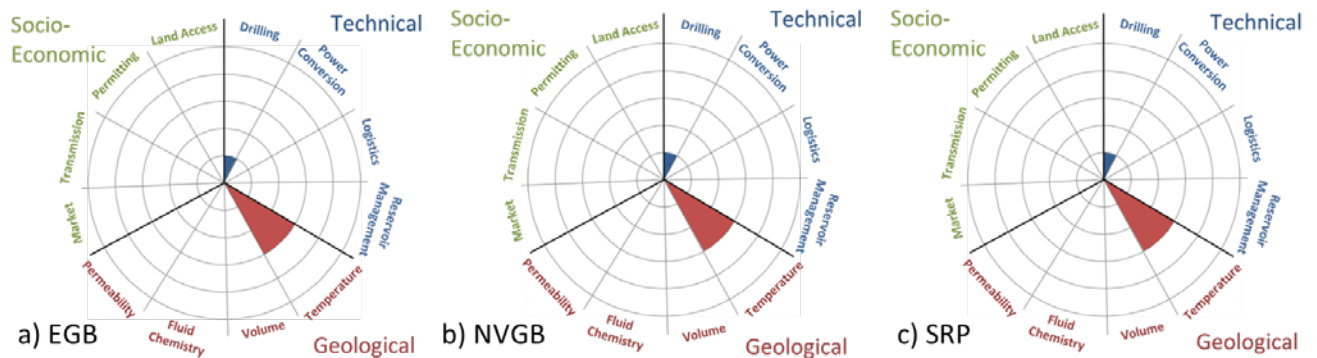 Socio-
Economic
Technical
Land Access
Drilling
Power
Conversion
Permitting
Transmission
Logistics
Market
Reservoir
Management
Permeability
Fluid
Chemistry
Volume
Temperature
a) EGB
Geological
Socio-
Economic
Technical
Land Access
Drilling
Power
Conversion
Permitting
Transmission
Logistics
Market
Reservoir
Management
Permeability
Fluid
Chemistry
Volume
Temperature
b) NVGB
Geological
Socio-
Economic
Technical
Land Access
Drilling
Power
Conversion
Permitting
Transmission
Logistics
Market
Reservoir
Management
Permeability
Fluid
Chemistry
Volume
Temperature
c) SRP
Geological